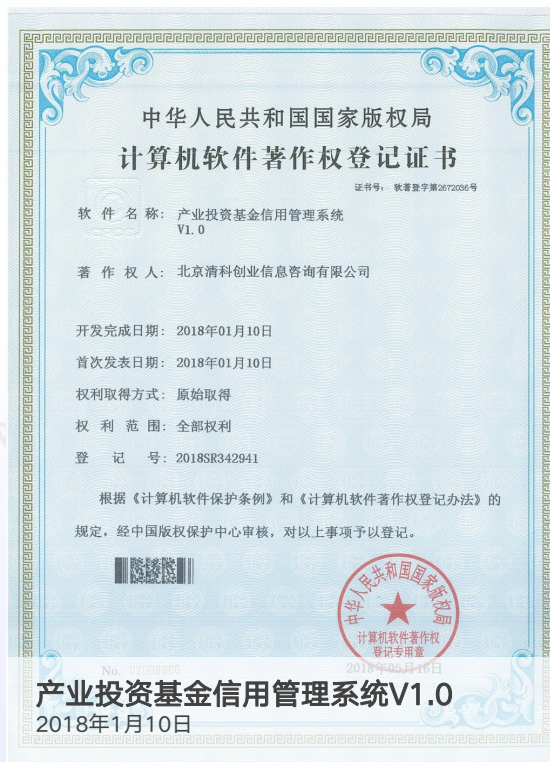 中华人民共和国国家版权局
计算机软件著作权登记证书
证书号： 软著登字第2672036号
软件名称： 产业投资基金信用管理系统
V1.0
著作权人： 北京清科创业信息咨询有限公司
开发完成日期： 2018年01月10日
首次发表日期： 2018年01月10日
权利取得方式： 原始取得
权利范围： 全部权利
登记号： 2018SR342941
根据《计算机软件保护条例》和《计算机软件著作权登记办法》的
规定，经中国版权保护中心审核，对以上事项予以登记。
中华人民共和国国家版权局
计算机软件著作权
登记专用章
2018年05月16日
No.
产业投资基金信用管理系统V1.0
2018年1月10日